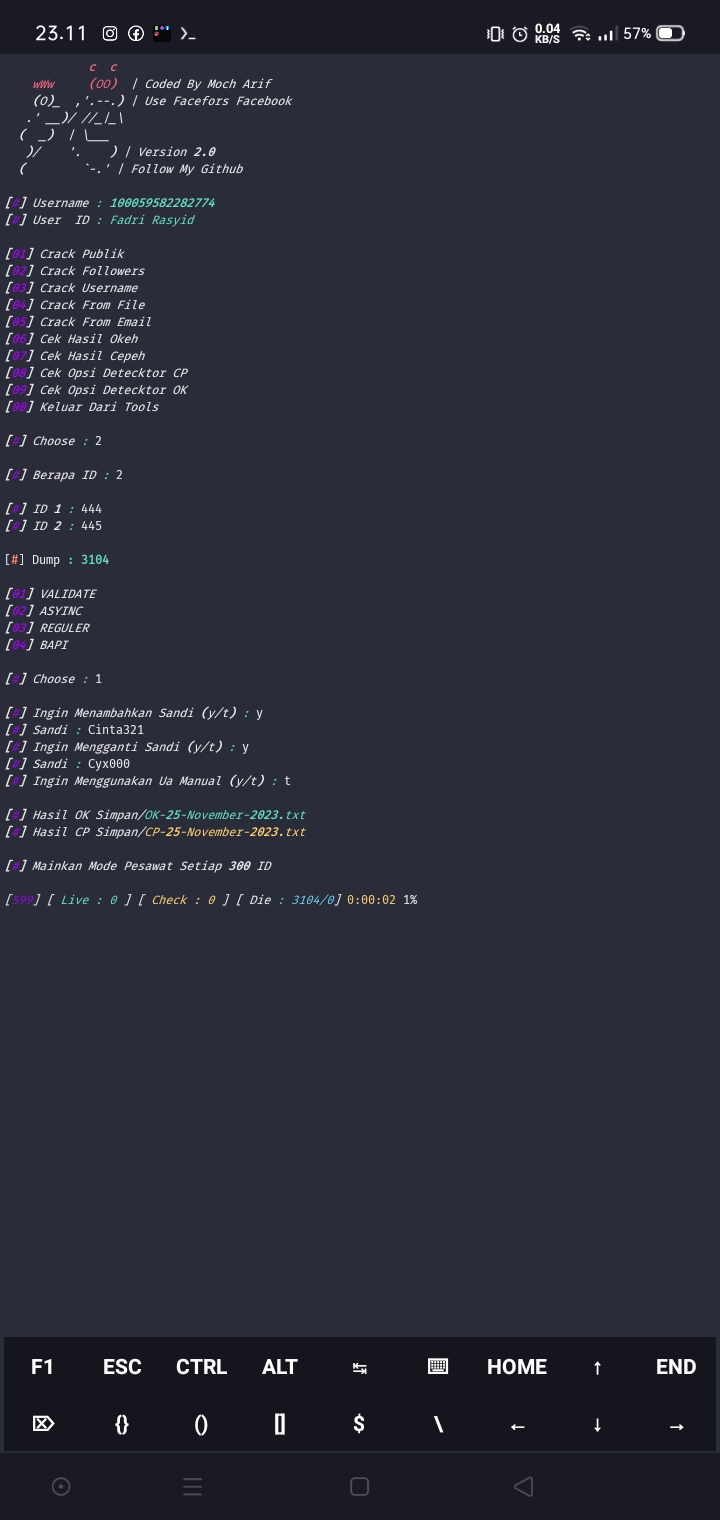 23.11 0.04 KB/S 57%
c c
wWw (OO) | Coded By Moch Arif
(O)_ ,'.--.) | Use Facefors Facebook
.' __)/ //_|_\
( _) | \___
)/ '. ) | Version 2.0
( `-.' | Follow My Github
[#] Username : 100059582282774
[#] User ID : Fadri Rasyid
[01] Crack Publik
[02] Crack Followers
[03] Crack Username
[04] Crack From File
[05] Crack From Email
[06] Cek Hasil Okeh
[07] Cek Hasil Cepeh
[08] Cek Opsi Detecktor CP
[09] Cek Opsi Detecktor OK
[00] Keluar Dari Tools
[#] Choose : 2
[#] Berapa ID : 2
[#] ID 1 : 444
[#] ID 2 : 445
[#] Dump : 3104
[01] VALIDATE
[02] ASYINC
[03] REGULER
[04] BAPI
[#] Choose : 1
[#] Ingin Menambahkan Sandi (y/t) : y
[#] Sandi : Cinta321
[#] Ingin Mengganti Sandi (y/t) : y
[#] Sandi : Cyx000
[#] Ingin Menggunakan Ua Manual (y/t) : t
[#] Hasil OK Simpan/OK-25-November-2023.txt
[#] Hasil CP Simpan/CP-25-November-2023.txt
[#] Mainkan Mode Pesawat Setiap 300 ID
[599] [ Live : 0 ] [ Check : 0 ] [ Die : 3104/0] 0:00:02 1%
F1 ESC CTRL ALT ↹ ⌨ HOME ↑ END
⌦ {} () [] $ \ ← ↓ →